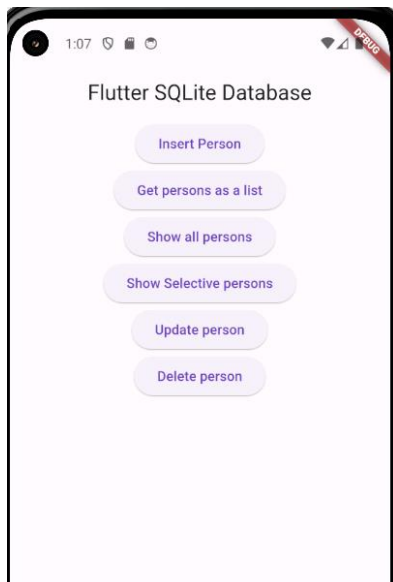 1:07
DEBUG
Flutter SQLite Database
Insert Person
Get persons as a list
Show all persons
Show Selective persons
Update person
Delete person